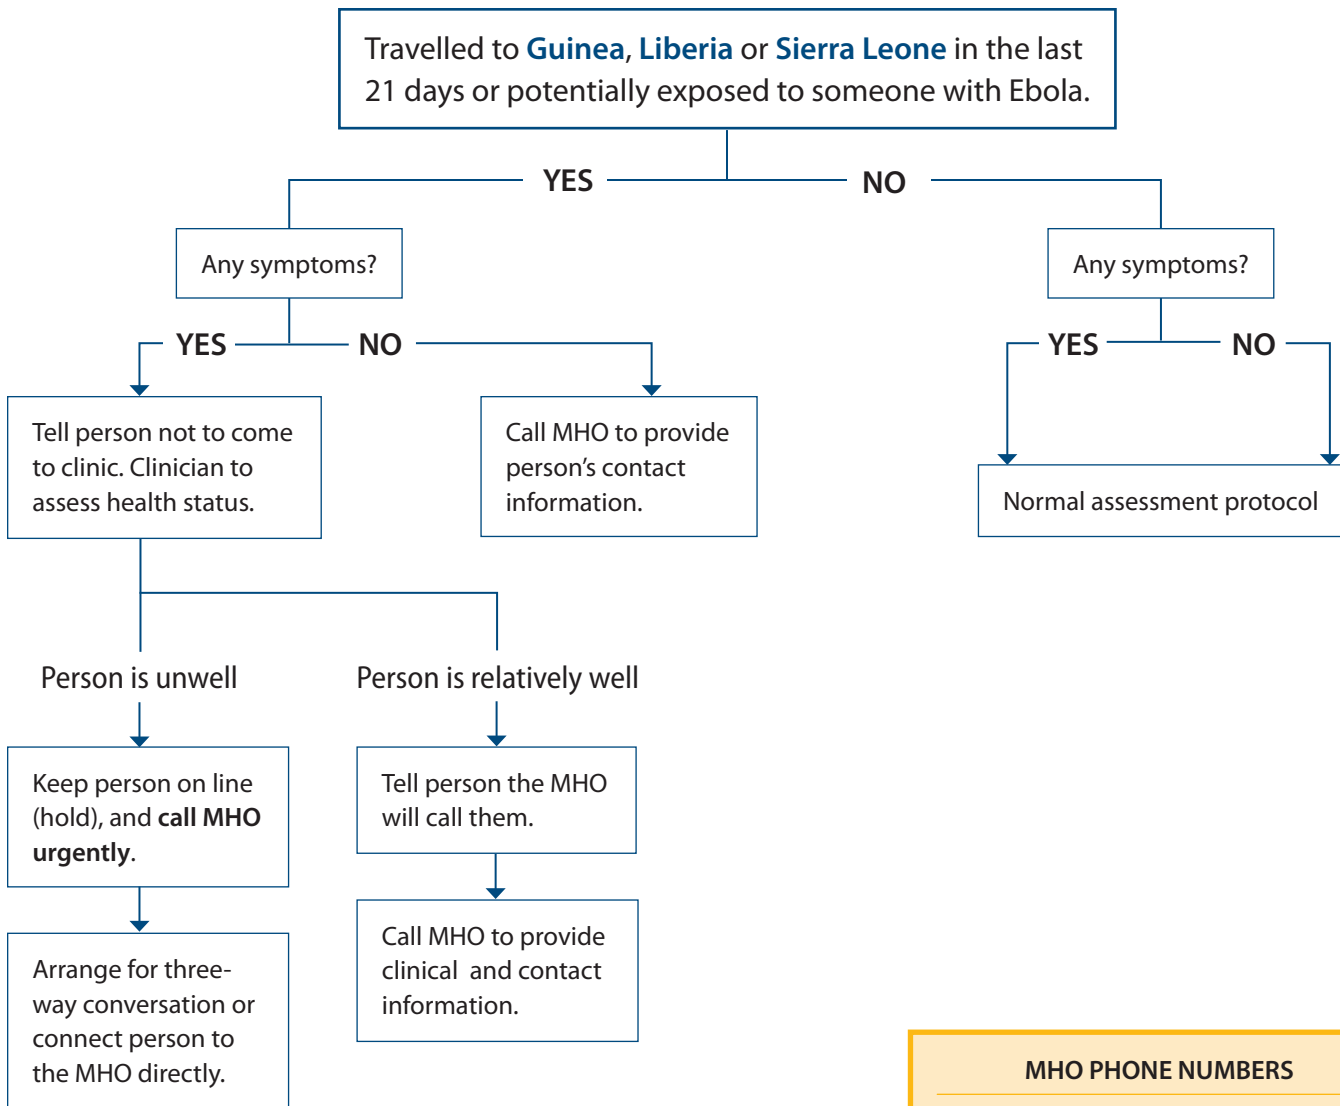 Travelled to Guinea, Liberia or Sierra Leone in the last
21 days or potentially exposed to someone with Ebola.
YES
NO
Any symptoms?
Any symptoms?
YES
NO
YES
NO
Tell person not to come
to clinic. Clinician to
assess health status.
Call MHO to provide
person’s contact
information.
Normal assessment protocol
Person is unwell
Person is relatively well
Keep person on line
(hold), and call MHO
urgently.
Tell person the MHO
will call them.
Arrange for three-
way conversation or
connect person to
the MHO directly.
Call MHO to provide
clinical and contact
information.
MHO PHONE NUMBERS